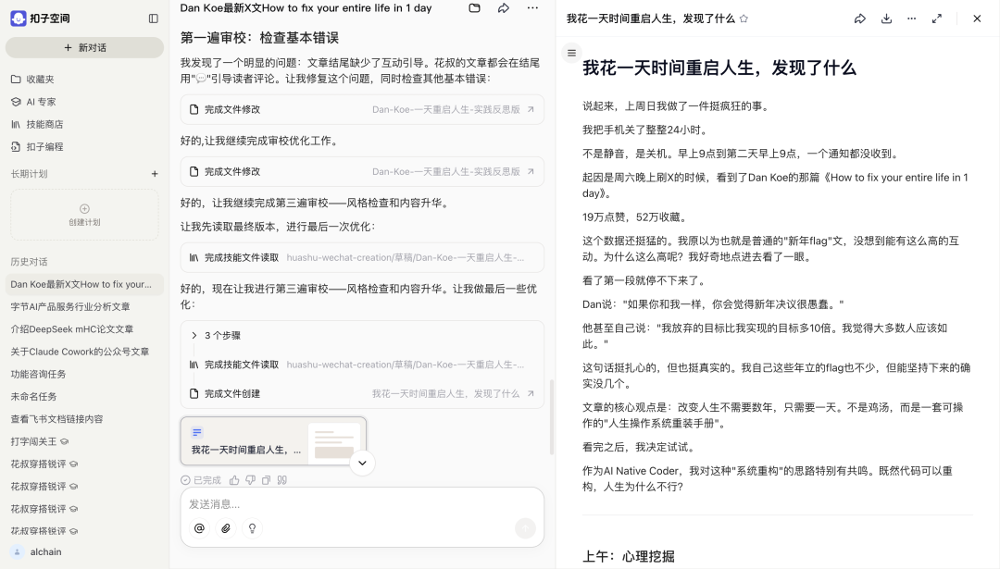 扣子空间
+ 新对话
收藏夹
AI 专家
技能商店
扣子编程
长期计划
+
创建计划
历史对话
Dan Koe最新X文How to fix your...
字节AI产品服务行业分析文章
介绍DeepSeek mHC论文文章
关于Claude Cowork的公众号文章
功能咨询任务
未命名任务
查看飞书文档链接内容
打字闯关王
花叔穿搭锐评
花叔穿搭锐评
花叔穿搭锐评
花叔穿搭锐评
alchain
Dan Koe最新X文How to fix your entire life in 1 day
第一遍审校：检查基本错误
我发现了一个明显的问题：文章结尾缺少了互动引导。花叔的文章都会在结尾
用"💬"引导读者评论。让我修复这个问题，同时检查其他基本错误：
完成文件修改 Dan-Koe-一天重启人生-实践反思版
好的,让我继续完成审校优化工作。
完成文件修改 Dan-Koe-一天重启人生-实践反思版
好的，让我继续完成第三遍审校——风格检查和内容升华。
让我先读取最终版本，进行最后一次优化：
完成技能文件读取 huashu-wechat-creation/草稿/Dan-Koe-一天重启人生-...
好的，现在让我进行第三遍审校——风格检查和内容升华。让我做最后一些优
化：
3 个步骤
完成技能文件读取 huashu-wechat-creation/草稿/Dan-Koe-一天重启人生-...
完成文件创建 我花一天时间重启人生，发现了什么
我花一天时间重启人生，...
已完成
发送消息...
我花一天时间重启人生，发现了什么
我花一天时间重启人生，发现了什么
说起来，上周日我做了一件挺疯狂的事。
我把手机关了整整24小时。
不是静音，是关机。早上9点到第二天早上9点，一个通知都没收到。
起因是周六晚上刷X的时候，看到了Dan Koe的那篇《How to fix your entire life in 1
day》。
19万点赞，52万收藏。
这个数据还挺猛的。我原以为也就是普通的"新年flag"文，没想到能有这么高的互
动。为什么这么高呢？我好奇地点进去看了一眼。
看了第一段就停不下来了。
Dan说："如果你和我一样，你会觉得新年决议很愚蠢。"
他甚至自己说："我放弃的目标比我实现的目标多10倍。我觉得大多数人应该如
此。"
这句话挺扎心的，但也挺真实的。我自己这些年立的flag也不少，但能坚持下来的确
实没几个。
文章的核心观点是：改变人生不需要数年，只需要一天。不是鸡汤，而是一套可操
作的"人生操作系统重装手册"。
看完之后，我决定试试。
作为AI Native Coder，我对这种"系统重构"的思路特别有共鸣。既然代码可以重
构，人生为什么不行？
上午：心理挖掘